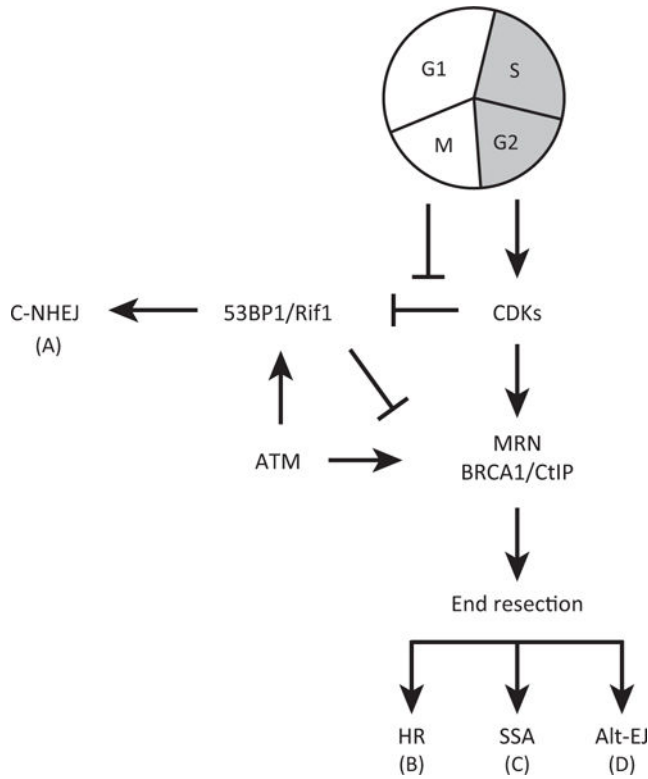 G1
S
M
G2
C-NHEJ
(A)
53BP1/Rif1
CDKs
ATM
MRN
BRCA1/CtIP
End resection
HR
(B)
SSA
(C)
Alt-EJ
(D)